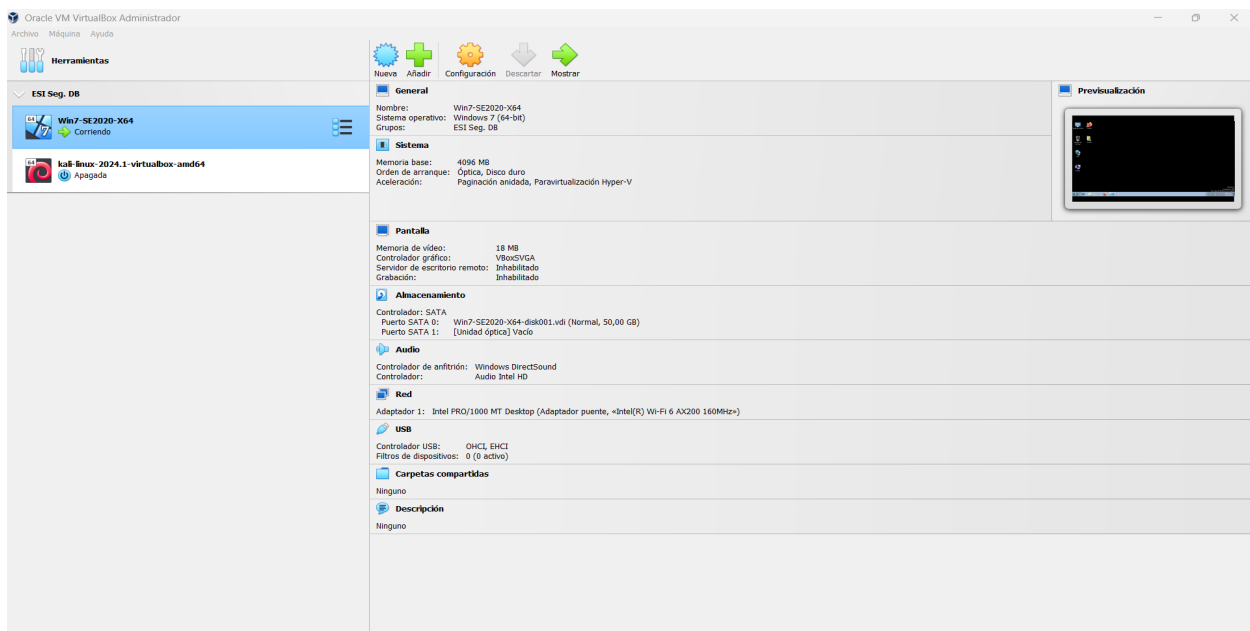 Oracle VM VirtualBox Administrador
Archivo Máquina Ayuda
Herramientas
Nueva Añadir Configuración Descartar Mostrar
ESI Seg. DB
64
Win7-SE2020-X64
Corriendo
64
kali-linux-2024.1-virtualbox-amd64
Apagada
General
Nombre: Win7-SE2020-X64
Sistema operativo: Windows 7 (64-bit)
Grupos: ESI Seg. DB
Sistema
Memoria base: 4096 MB
Orden de arranque: Óptica, Disco duro
Aceleración: Paginación anidada, Paravirtualización Hyper-V
Previsualización
Pantalla
Memoria de vídeo: 18 MB
Controlador gráfico: VBoxSVGA
Servidor de escritorio remoto: Inhabilitado
Grabación: Inhabilitado
Almacenamiento
Controlador: SATA
Puerto SATA 0: Win7-SE2020-X64-disk001.vdi (Normal, 50,00 GB)
Puerto SATA 1: [Unidad óptica] Vacío
Audio
Controlador de anfitrión: Windows DirectSound
Controlador: Audio Intel HD
Red
Adaptador 1: Intel PRO/1000 MT Desktop (Adaptador puente, «Intel(R) Wi-Fi 6 AX200 160MHz»)
USB
Controlador USB: OHCI, EHCI
Filtros de dispositivos: 0 (0 activo)
Carpetas compartidas
Ninguno
Descripción
Ninguno